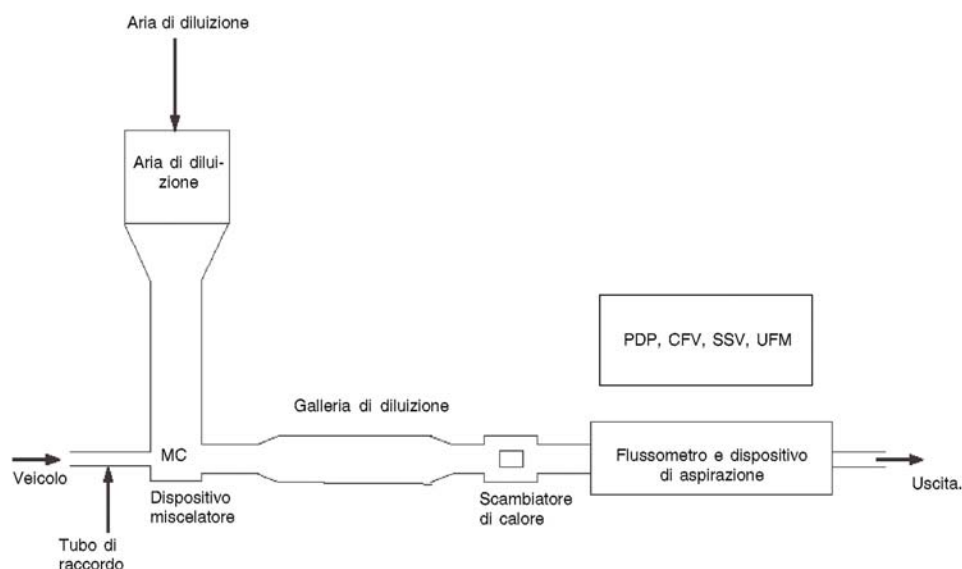 Aria di diluizione
Aria di dilui-
zione
PDP, CFV, SSV, UFM
Galleria di diluizione
MC
Flussometro e dispositivo
di aspirazione
Veicolo
Dispositivo
miscelatore
Scambiatore
di calore
Uscita.
Tubo di
raccordo